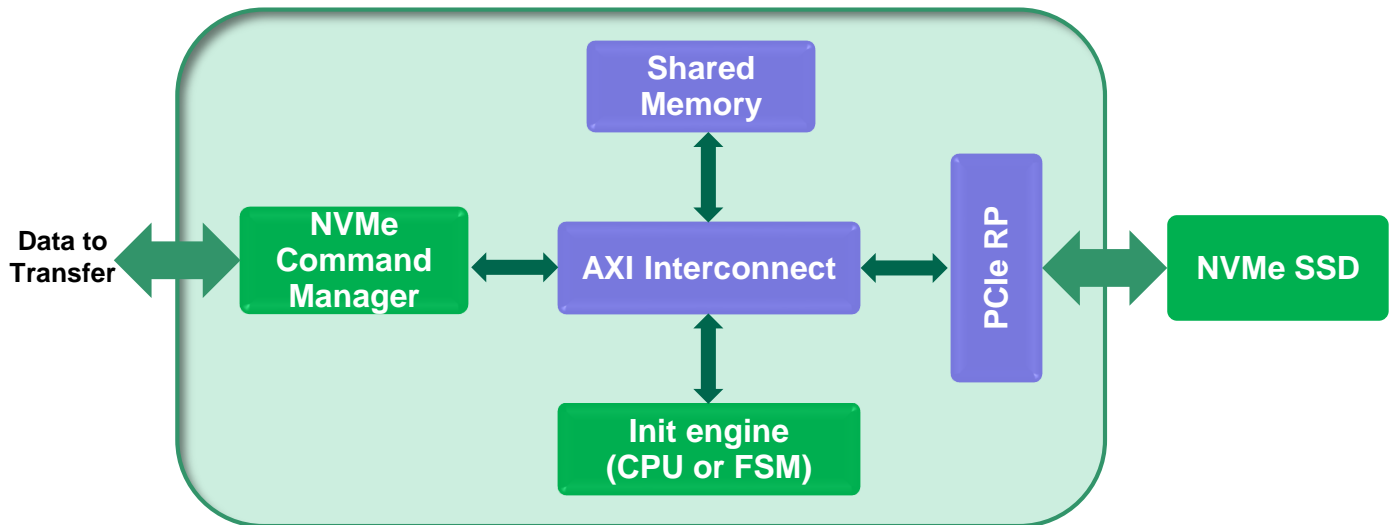 Shared
Memory
Data to
Transfer
NVMe
Command
Manager
AXI Interconnect
PCIe RP
NVMe SSD
Init engine
(CPU or FSM)